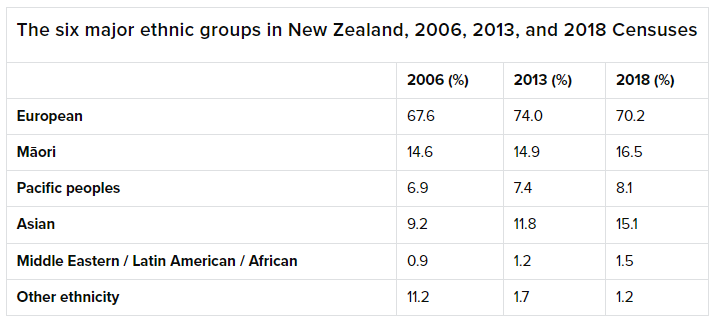 The six major ethnic groups in New Zealand, 2006, 2013, and 2018 Censuses
2006 (%) 2013 (%) 2018 (%)
European 67.6 74.0 70.2
Māori 14.6 14.9 16.5
Pacific peoples 6.9 7.4 8.1
Asian 9.2 11.8 15.1
Middle Eastern / Latin American / African 0.9 1.2 1.5
Other ethnicity 11.2 1.7 1.2